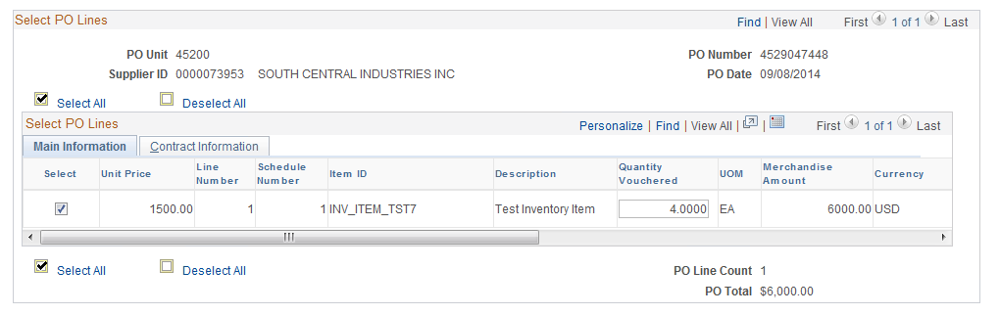 Select PO Lines Find | View All First 1 of 1 Last
PO Unit 45200 PO Number 4529047448
Supplier ID 0000073953 SOUTH CENTRAL INDUSTRIES INC PO Date 09/08/2014
Select All Deselect All
Select PO Lines Personalize | Find | View All | | First 1 of 1 Last
Main Information Contract Information
Select Unit Price Line Number Schedule Number Item ID Description Quantity Vouchered UOM Merchandise Amount Currency
1500.00 1 1 INV_ITEM_TST7 Test Inventory Item 4.0000 EA 6000.00 USD
Select All Deselect All PO Line Count 1
PO Total $6,000.00